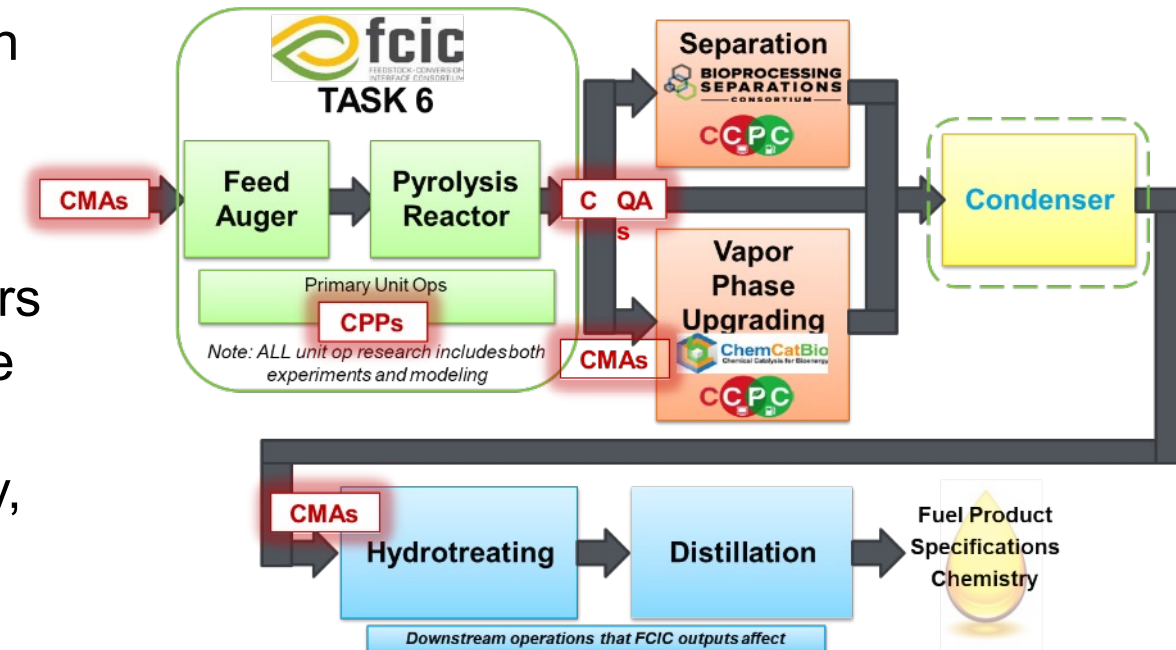 n
rs
e
y,
fcic
FEEDSTOCK-CONVERSION
INTERFACE CONSORTIUM
TASK 6
CMAs
Feed
Auger
Pyrolysis
Reactor
Primary Unit Ops
CPPs
Note: ALL unit op research includesboth
experiments and modeling
C QA
s
Separation
BIOPROCESSING
SEPARATIONS
CONSORTIUM
CCPC
Vapor
Phase
Upgrading
CMAs
ChemCatBio
Chemical Catalysis for Bioenergy
CCPC
Condenser
CMAs
Hydrotreating
Distillation
Fuel Product
Specifications
Chemistry
Downstream operations that FCIC outputs affect